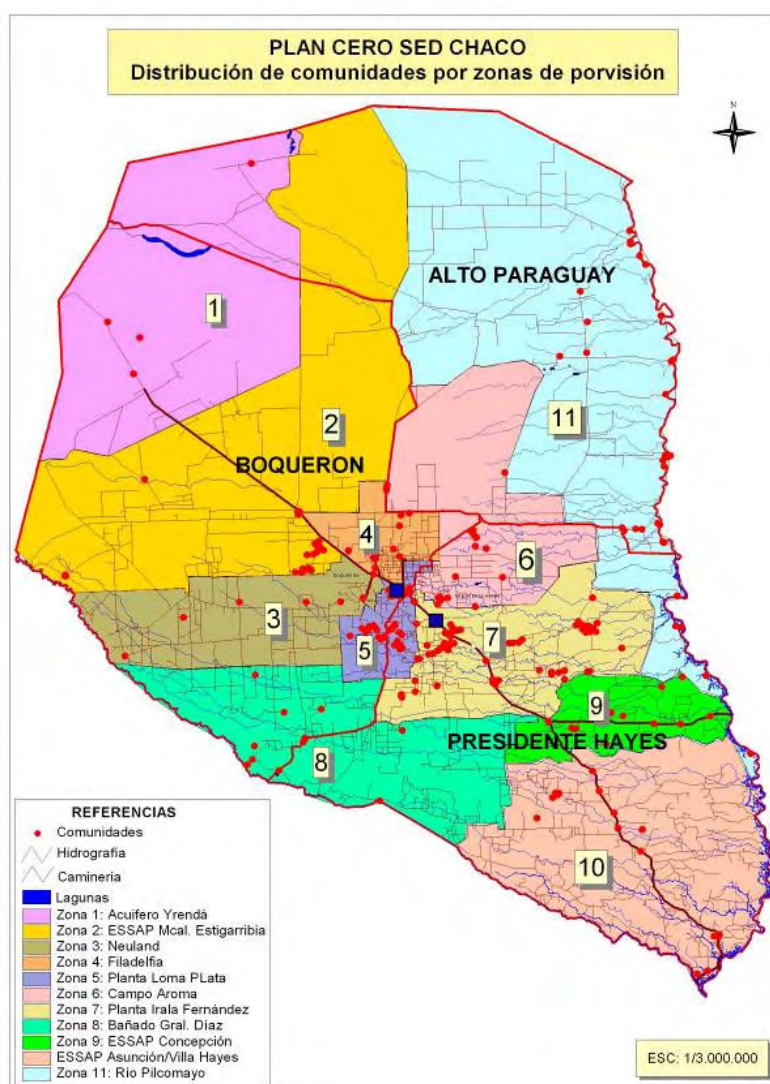 PLAN CERO SED CHACO
Distribución de comunidades por zonas de porvisión
N
ALTO PARAGUAY
1
2
11
BOQUERON
4
6
3
5
7
9
PRESIDENTE HAYES
8
10
REFERENCIAS
Comunidades
Hidrografía
Caminería
Lagunas
Zona 1: Acuifero Yrendá
Zona 2: ESSAP Mcal. Estigarribia
Zona 3: Neuland
Zona 4: Filadelfia
Zona 5: Planta Loma PLata
Zona 6: Campo Aroma
Zona 7: Planta Irala Fernández
Zona 8: Bañado Gral. Díaz
Zona 9: ESSAP Concepción
ESSAP Asunción/Villa Hayes
Zona 11: Río Pilcomayo
ESC: 1/3.000.000